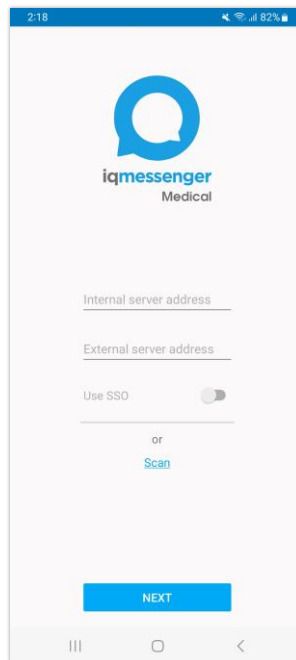 2:18 82%
iqmessenger
Medical
Internal server address
External server address
Use SSO
or
Scan
NEXT